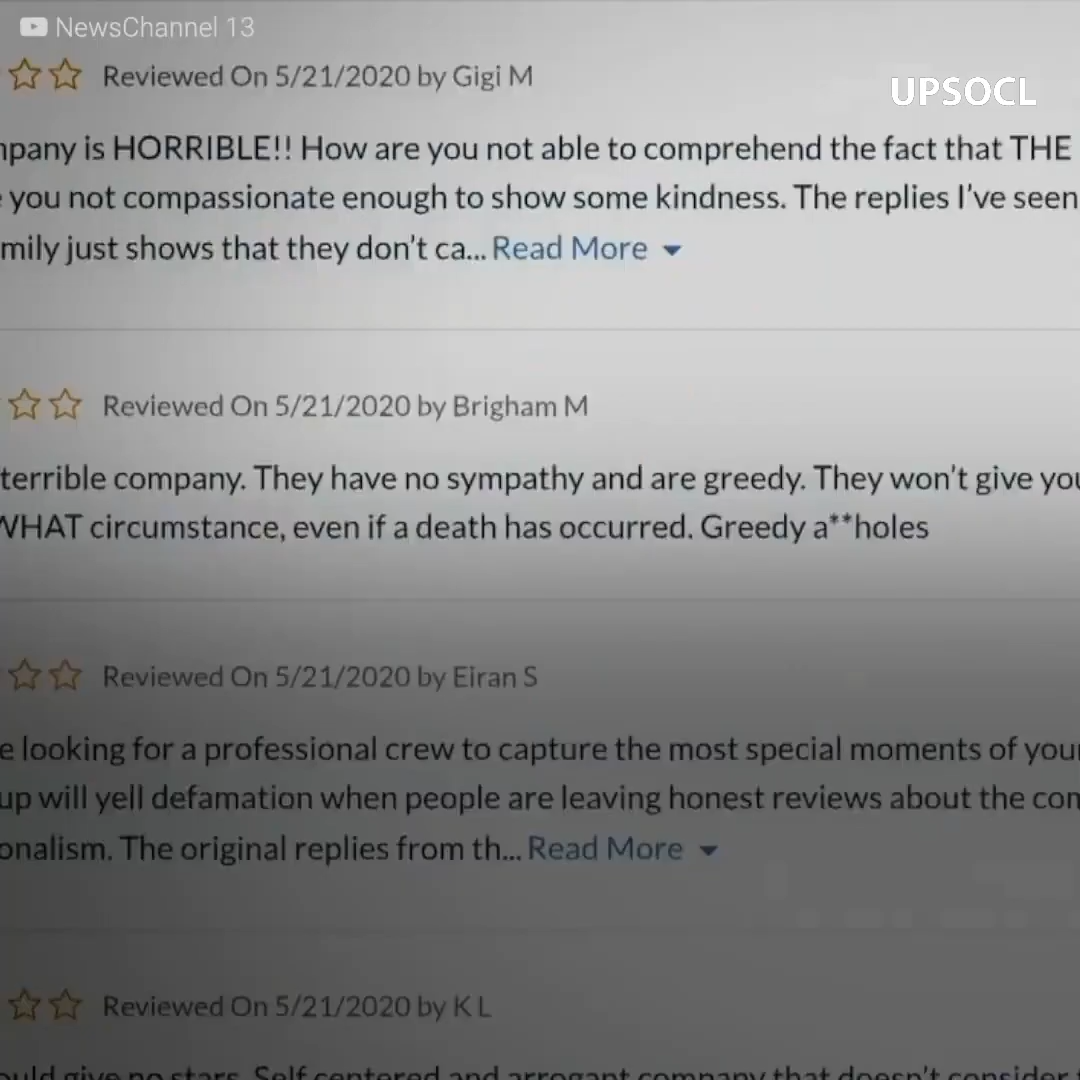 NewsChannel 13
Reviewed On 5/21/2020 by Gigi M
UPSOCL
mpany is HORRIBLE!! How are you not able to comprehend the fact that THE
you not compassionate enough to show some kindness. The replies I've seen
mily just shows that they don't ca... Read More
Reviewed On 5/21/2020 by Brigham M
terrible company. They have no sympathy and are greedy. They won't give you
WHAT circumstance, even if a death has occurred. Greedy a**holes
Reviewed On 5/21/2020 by Eiran S
e looking for a professional crew to capture the most special moments of your
up will yell defamation when people are leaving honest reviews about the com
onalism. The original replies from th... Read More
Reviewed On 5/21/2020 by K L
ould give no stars. Self centered and arrogant company that doesn't consider